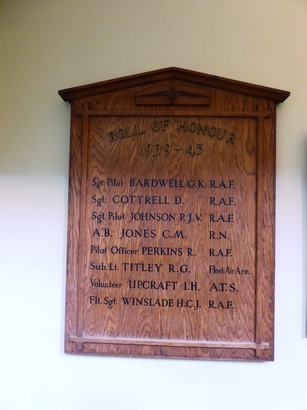 ROLL OF HONOUR
1939-45
Sgt. Pilot BARDWELL G.K. R.A.F.
Sgt. COTTRELL D. R.A.F.
Sgt. Pilot JOHNSON P.J.V. R.A.F.
A.B. JONES C.M. R.N.
Pilot Officer PERKINS R. R.A.F.
Sub. Lt. TITLEY R.G. Fleet Air Arm.
Volunteer UPCRAFT I.H. A.T.S.
Flt. Sgt. WINSLADE H.C.J. R.A.F.